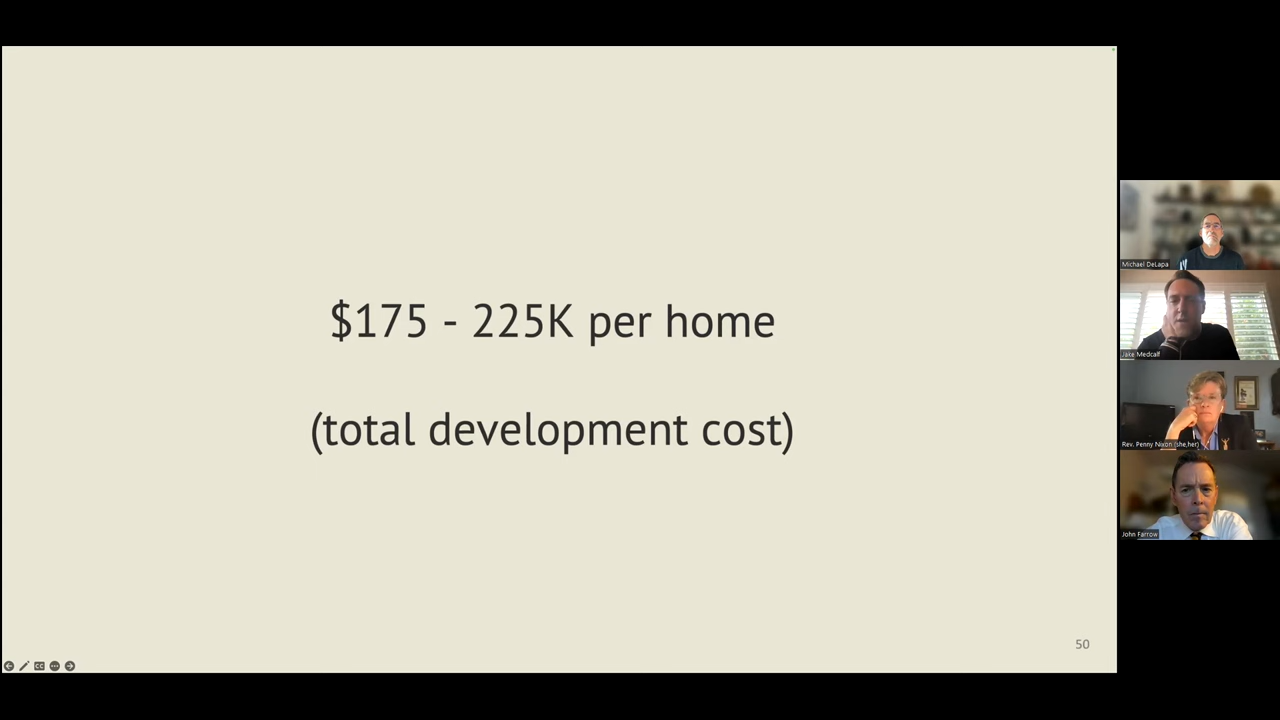 $175 - 225K per home
(total development cost)
50
Michael DeLapa
Jake Medcalf
Rev. Penny Nixon (she,her)
John Farrow